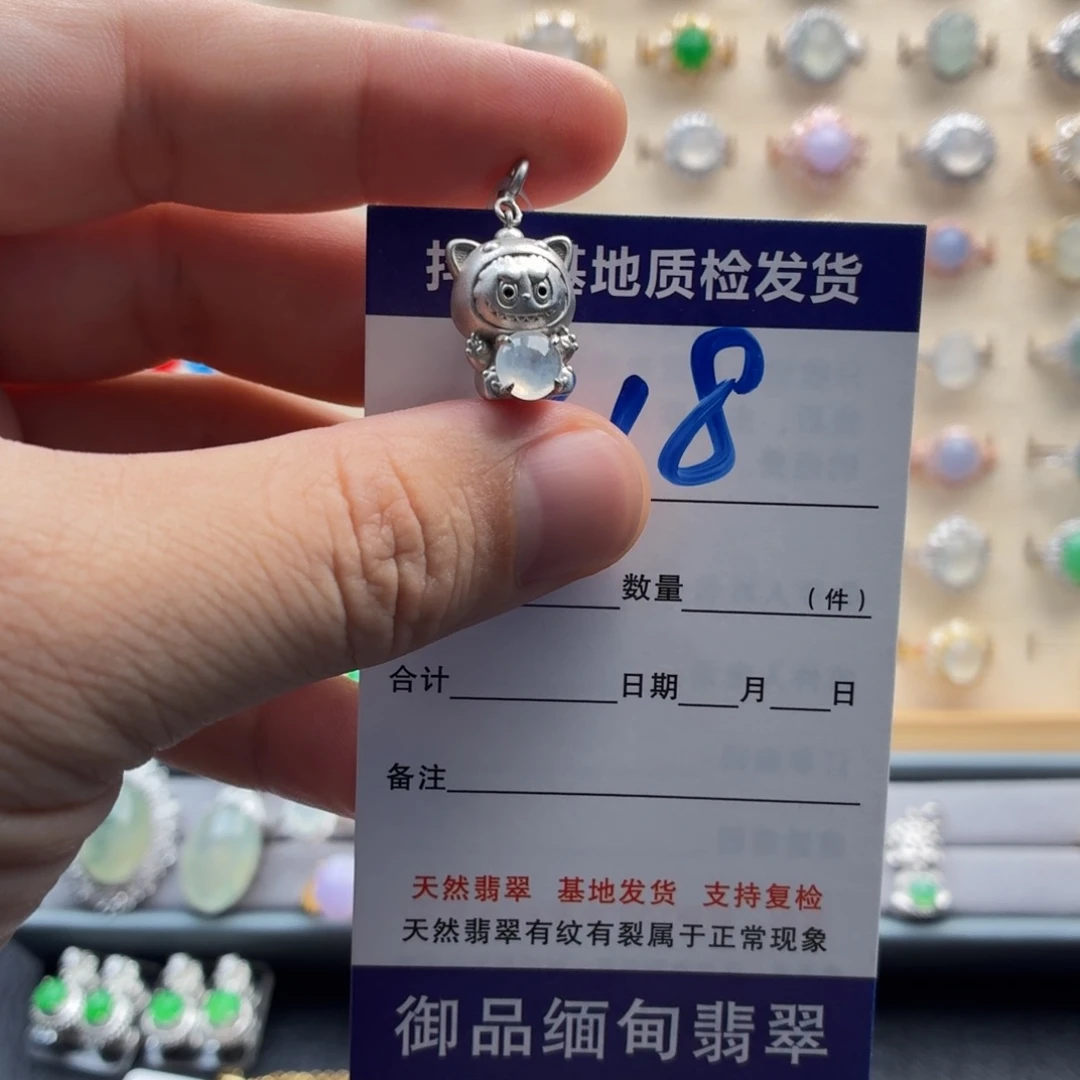 基地质检发货
18
数量 （件）
合计 日期 月 日
备注
天然翡翠 基地发货 支持复检
天然翡翠有纹有裂属于正常现象
御品缅甸翡翠